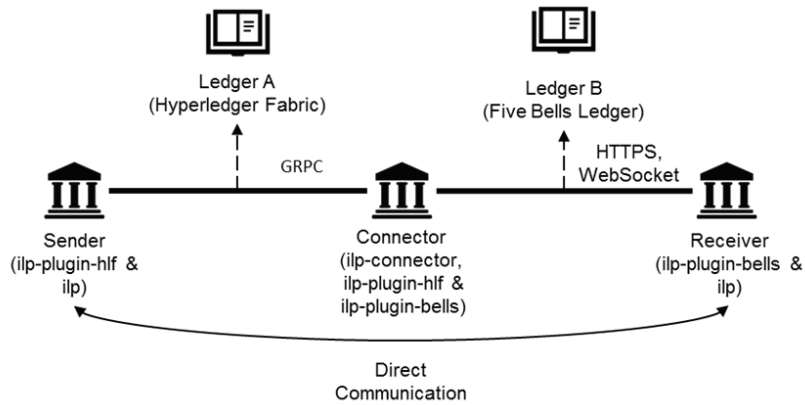 Ledger A
(Hyperledger Fabric)
Ledger B
(Five Bells Ledger)
GRPC
HTTPS,
WebSocket
Sender
(ilp-plugin-hlf &
ilp)
Connector
(ilp-connector,
ilp-plugin-hlf &
ilp-plugin-bells)
Receiver
(ilp-plugin-bells &
ilp)
Direct
Communication